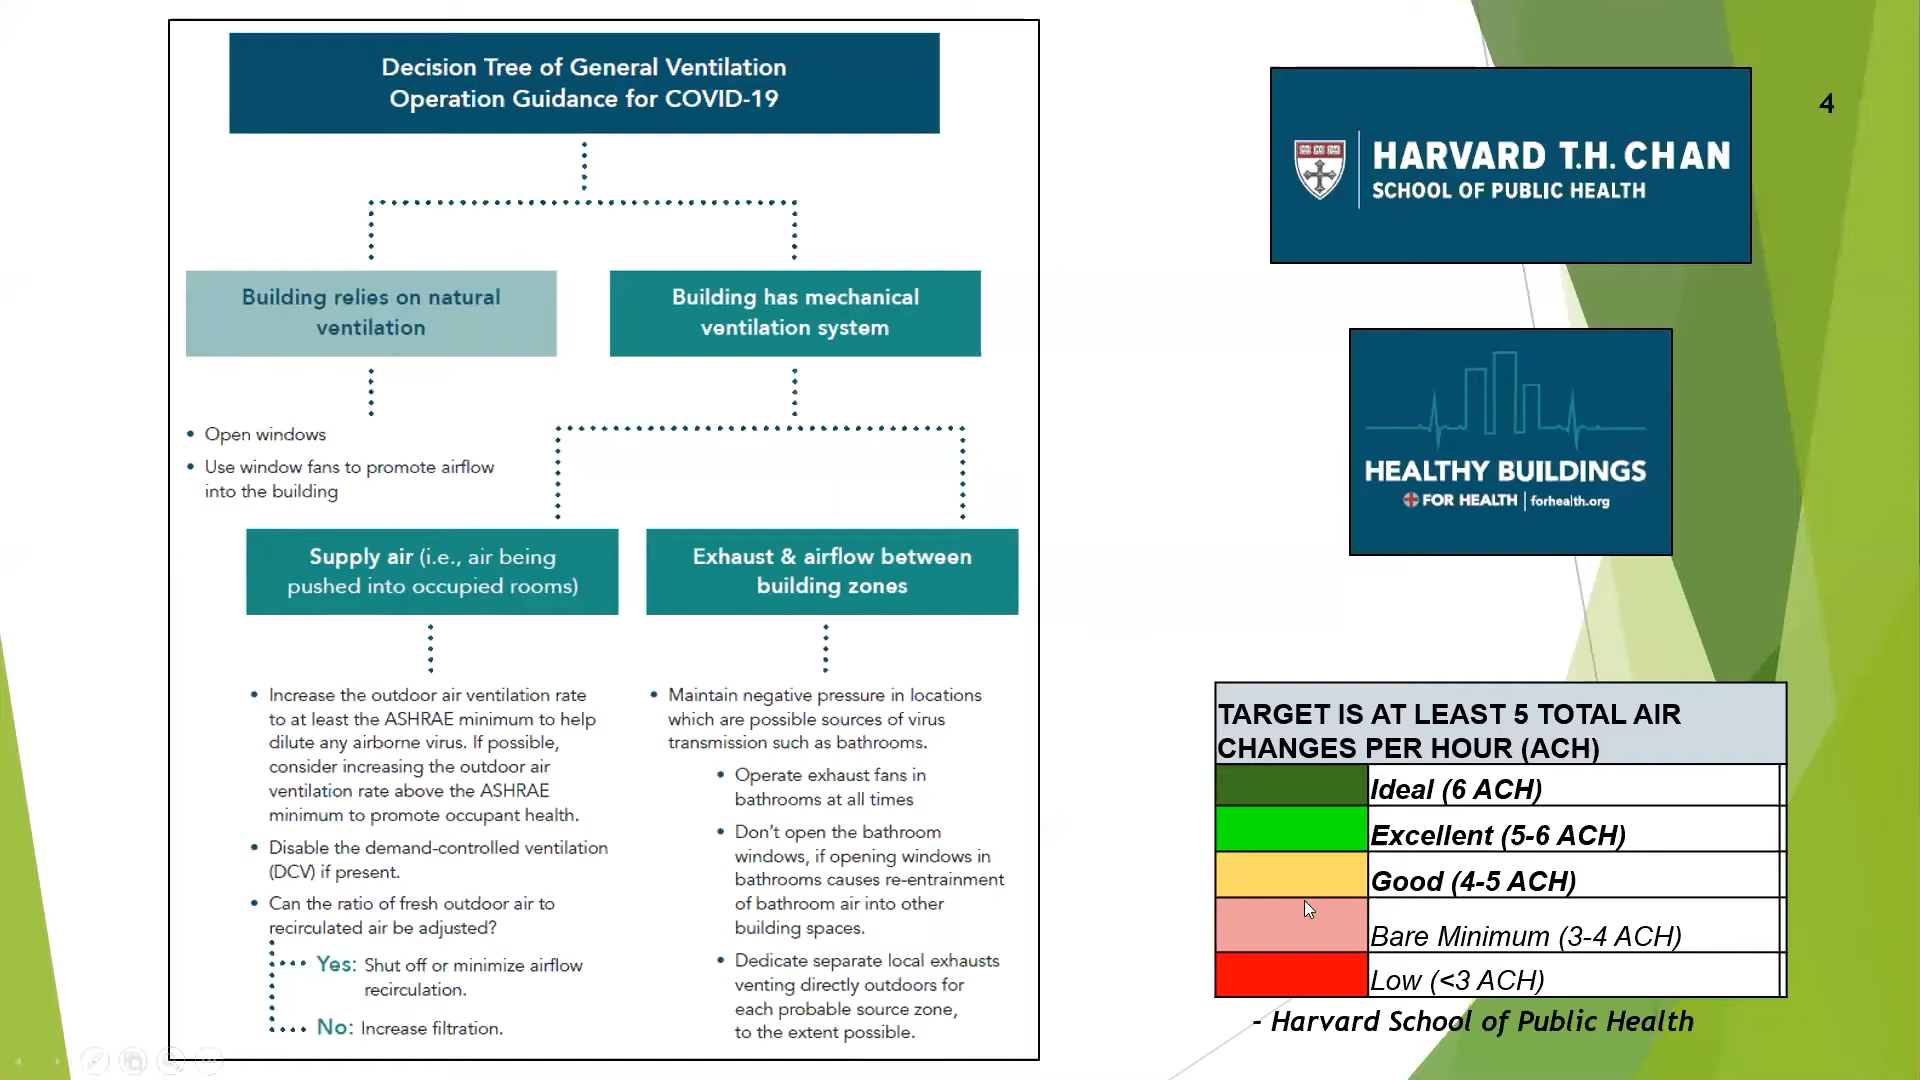 Decision Tree of General Ventilation
Operation Guidance for COVID-19
Building relies on natural
ventilation
Building has mechanical
ventilation system
• Open windows
• Use window fans to promote airflow
into the building
Supply air (i.e., air being
pushed into occupied rooms)
Exhaust & airflow between
building zones
• Increase the outdoor air ventilation rate
to at least the ASHRAE minimum to help
dilute any airborne virus. If possible,
consider increasing the outdoor air
ventilation rate above the ASHRAE
minimum to promote occupant health.
• Disable the demand-controlled ventilation
(DCV) if present.
• Can the ratio of fresh outdoor air to
recirculated air be adjusted?
Yes: Shut off or minimize airflow
recirculation.
No: Increase filtration.
• Maintain negative pressure in locations
which are possible sources of virus
transmission such as bathrooms.
• Operate exhaust fans in
bathrooms at all times
• Don't open the bathroom
windows, if opening windows in
bathrooms causes re-entrainment
of bathroom air into other
building spaces.
• Dedicate separate local exhausts
venting directly outdoors for
each probable source zone,
to the extent possible.
HARVARD T.H. CHAN
SCHOOL OF PUBLIC HEALTH
4
HEALTHY BUILDINGS
FOR HEALTH | forhealth.org
TARGET IS AT LEAST 5 TOTAL AIR
CHANGES PER HOUR (ACH)
Ideal (6 ACH)
Excellent (5-6 ACH)
Good (4-5 ACH)
Bare Minimum (3-4 ACH)
Low (<3 ACH)
- Harvard School of Public Health